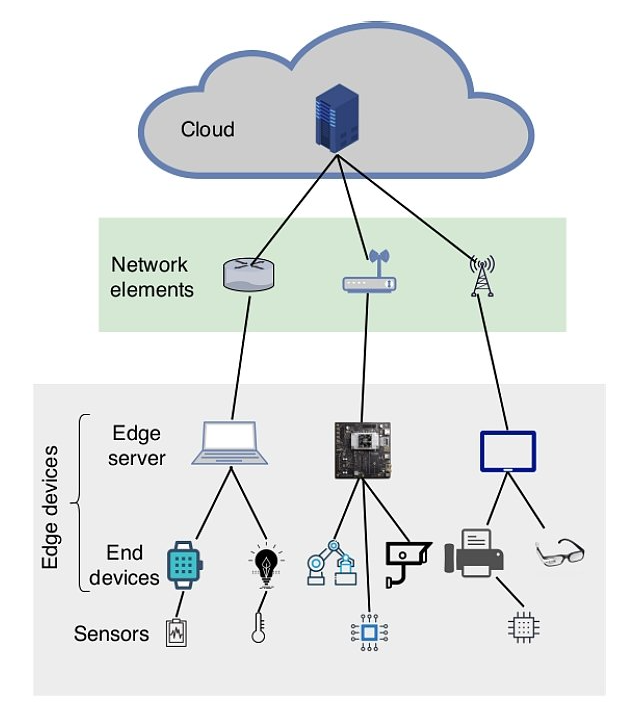 Cloud
Network
elements
Edge devices
Edge
server
End
devices
Sensors